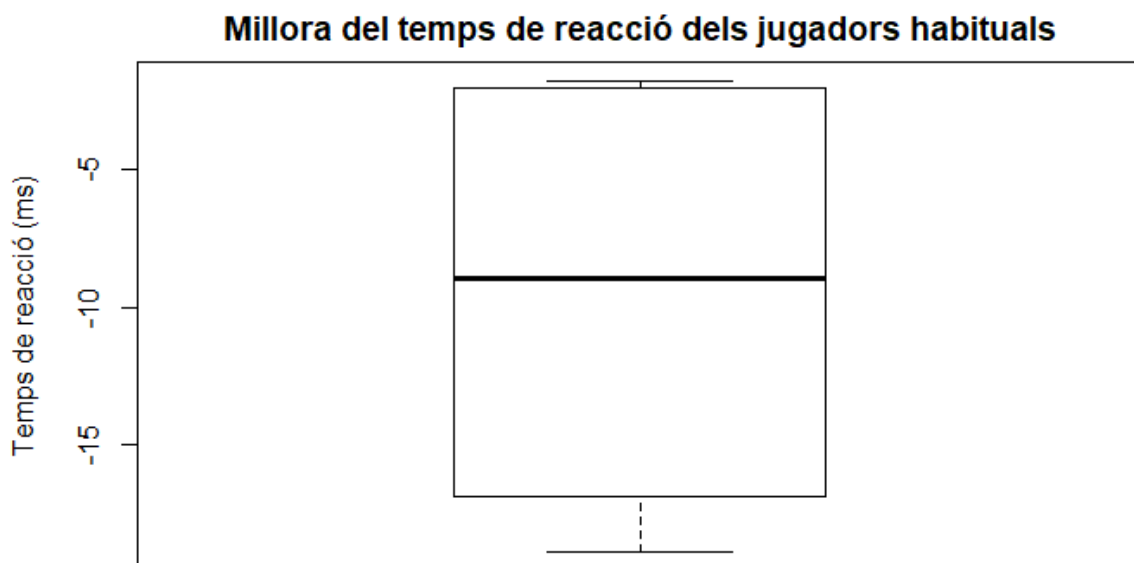 Millora del temps de reacció dels jugadors habituals
Temps de reacció (ms)
-5
-10
-15